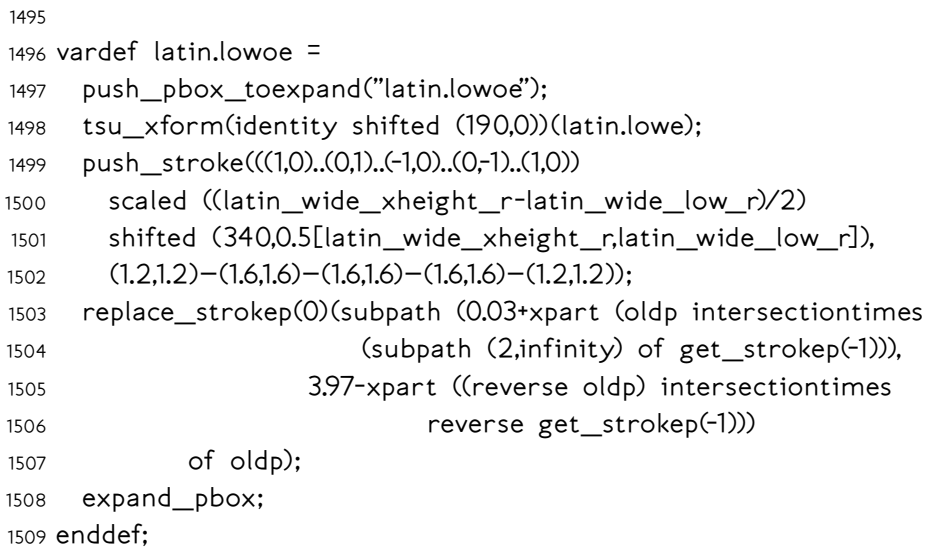 1495
1496 vardef latin.lowoe =
1497 push_pbox_toexpand("latin.lowoe");
1498 tsu_xform(identity shifted (190,0))(latin.lowe);
1499 push_stroke(((1,0)..(0,1)..(-1,0)..(0,-1)..(1,0))
1500 scaled ((latin_wide_xheight_r-latin_wide_low_r)/2)
1501 shifted (340,0.5[latin_wide_xheight_r,latin_wide_low_r]),
1502 (1.2,1.2)–(1.6,1.6)–(1.6,1.6)–(1.6,1.6)–(1.2,1.2));
1503 replace_strokep(0)(subpath (0.03+xpart (oldp intersectiontimes
1504 (subpath (2,infinity) of get_strokep(-1))),
1505 3.97-xpart ((reverse oldp) intersectiontimes
1506 reverse get_strokep(-1)))
1507 of oldp);
1508 expand_pbox;
1509 enddef;